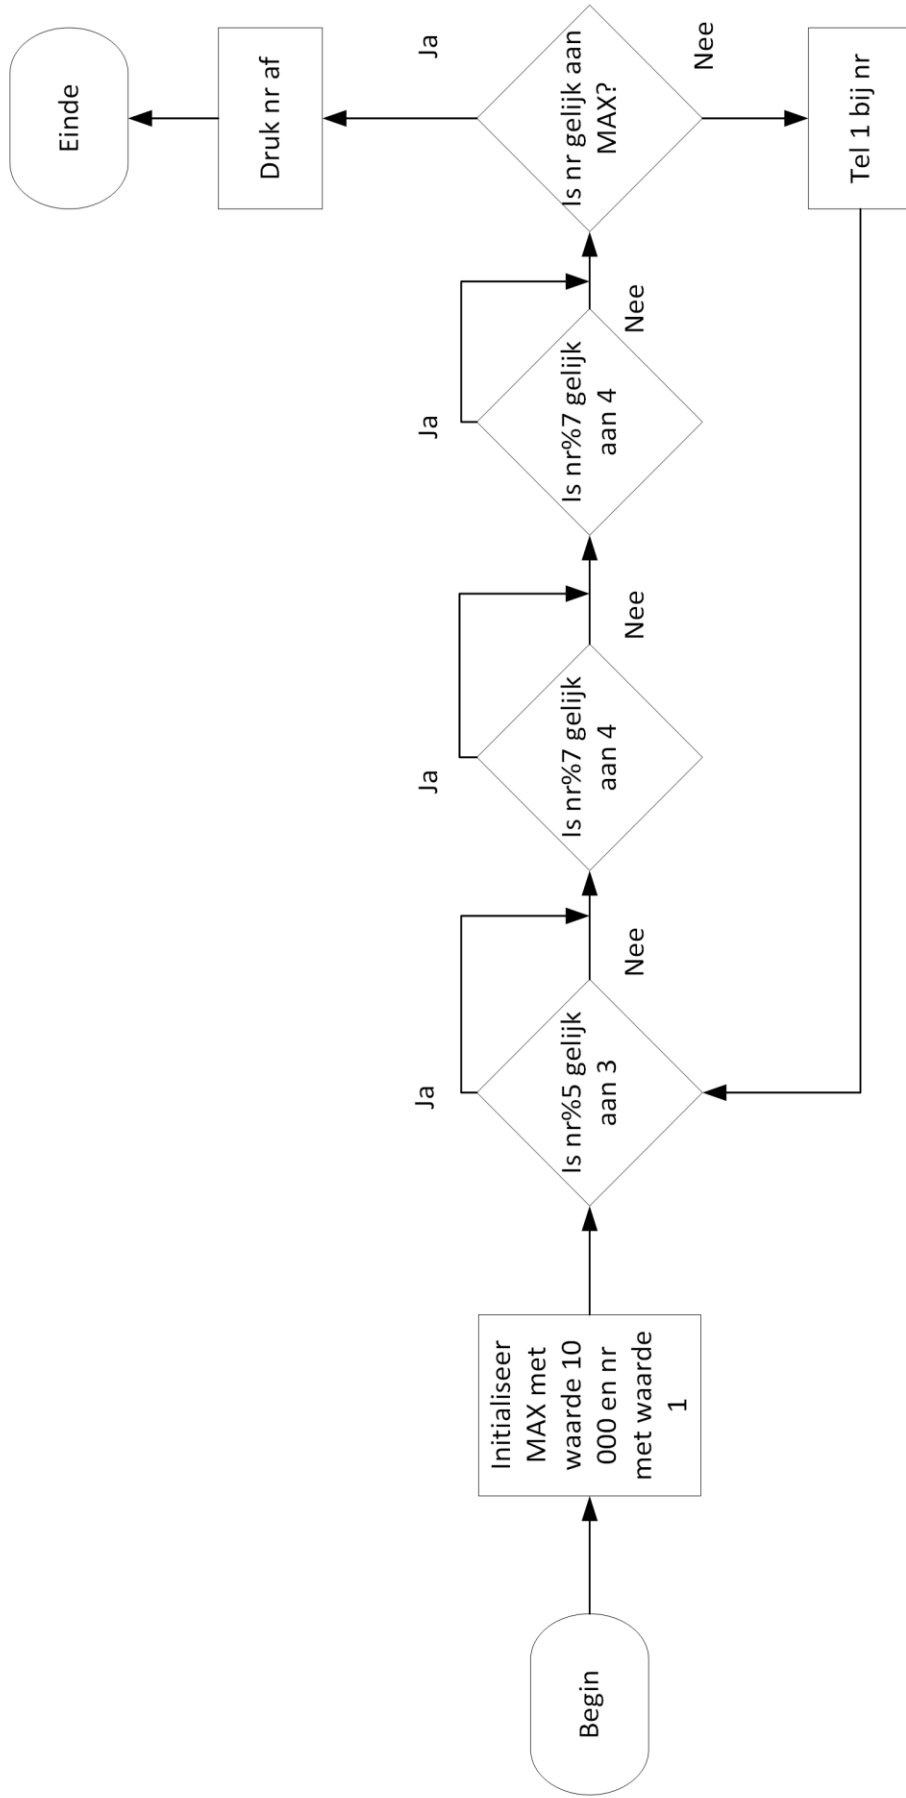 Begin
Initialiseer
MAX met
waarde 10
000 en nr
met waarde
1
Is nr%5 gelijk
aan 3
Ja
Nee
Is nr%7 gelijk
aan 4
Ja
Nee
Is nr%7 gelijk
aan 4
Ja
Nee
Is nr gelijk aan
MAX?
Ja
Nee
Druk nr af
Einde
Tel 1 bij nr